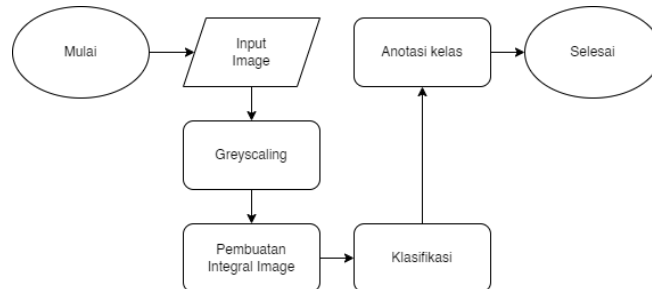 Mulai
Input
Image
Greyscaling
Pembuatan
Integral Image
Klasifikasi
Anotasi kelas
Selesai